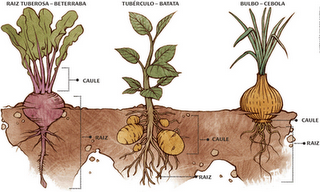 RAIZ TUBEROSA – BETERRABA
TUBÉRCULO – BATATA
BULBO – CEBOLA
CAULE
RAIZ
CAULE
RAIZ
CAULE
RAIZ